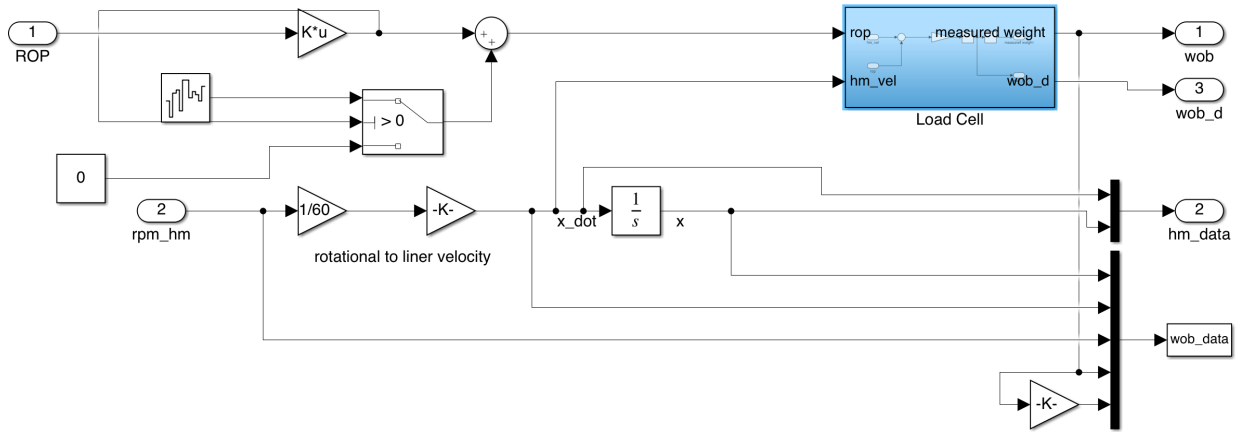 1
ROP
K*u
+
+
rop
measured weight
hm_vel
wob_d
Load Cell
1
wob
3
wob_d
> 0
0
2
rpm_hm
1/60
-K-
rotational to liner velocity
x_dot
1
s
x
2
hm_data
wob_data
-K-